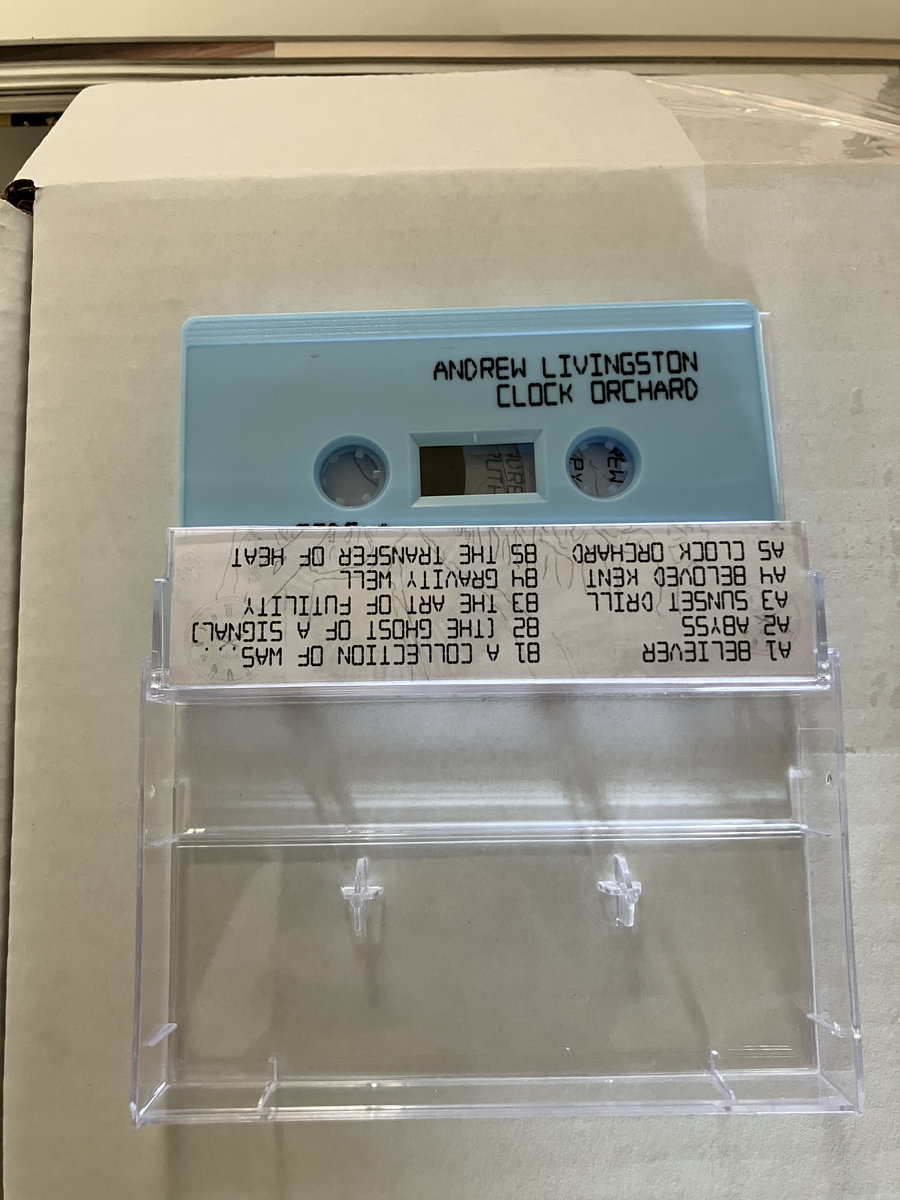 ANDREW LIVINGSTON
CLOCK ORCHARD
A1 BELIEVER
A2 ABYSS
A3 SUNSET DRILL
A4 BELOVED KENT
A5 CLOCK ORCHARD
B1 A COLLECTION OF WAS
B2 (THE GHOST OF A SIGNAL)...
B3 THE ART OF FUTILITY
B4 GRAVITY WELL
B5 THE TRANSFER OF HEAT